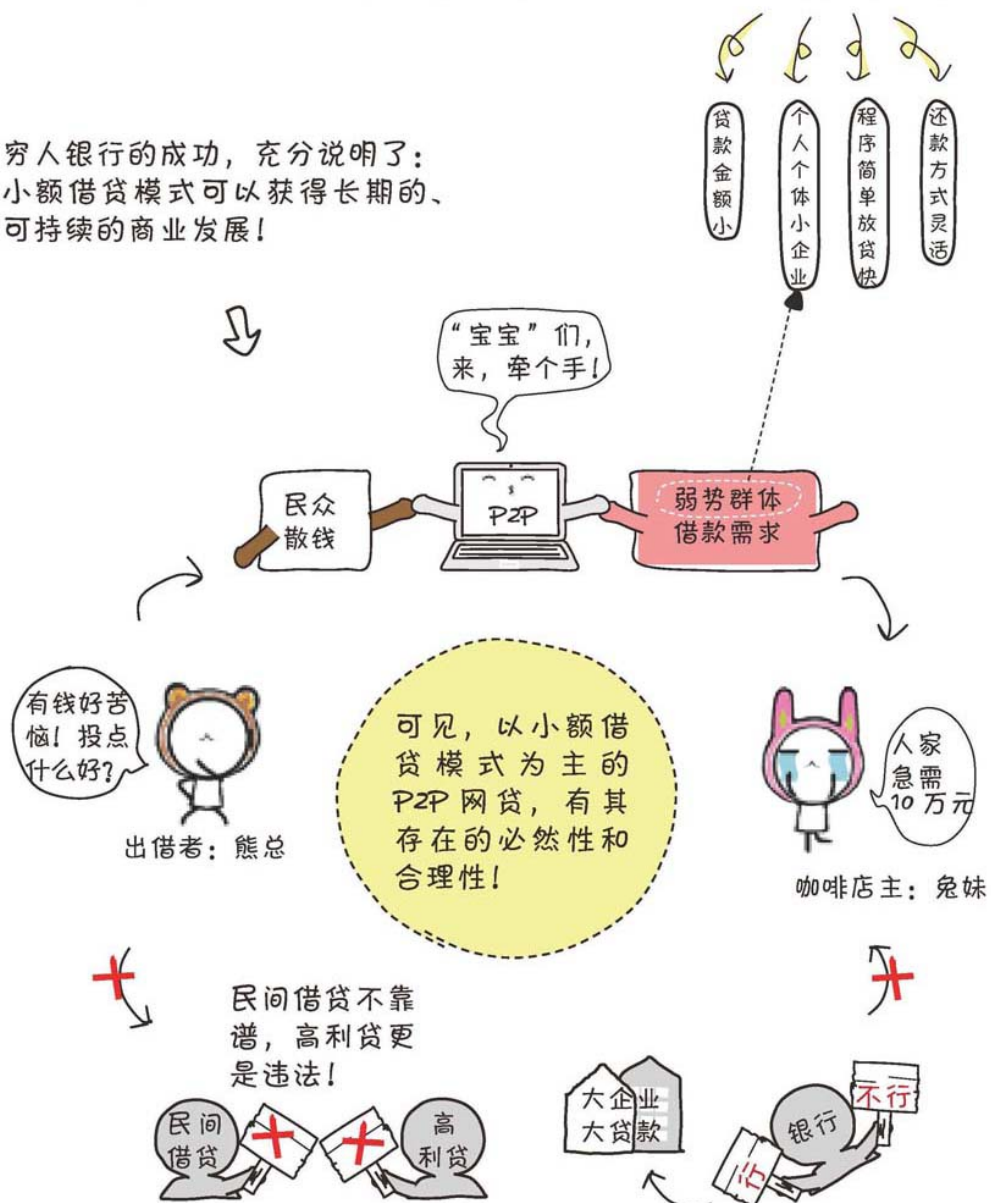 贷款金额小
个人个体小企业
程序简单放贷快
还款方式灵活
穷人银行的成功，充分说明了：
小额借贷模式可以获得长期的、
可持续的商业发展！
“宝宝”们，
来，牵个手！
民众
散钱
P2P
弱势群体
借款需求
有钱好苦
恼！投点
什么好？
出借者：熊总
可见，以小额借
贷模式为主的
P2P 网贷，有其
存在的必然性和
合理性！
人家
急需
10 万元
咖啡店主：兔妹
民间借贷不靠
谱，高利贷更
是违法！
民间
借贷
高
利贷
大企业
大贷款
行
银行
不行